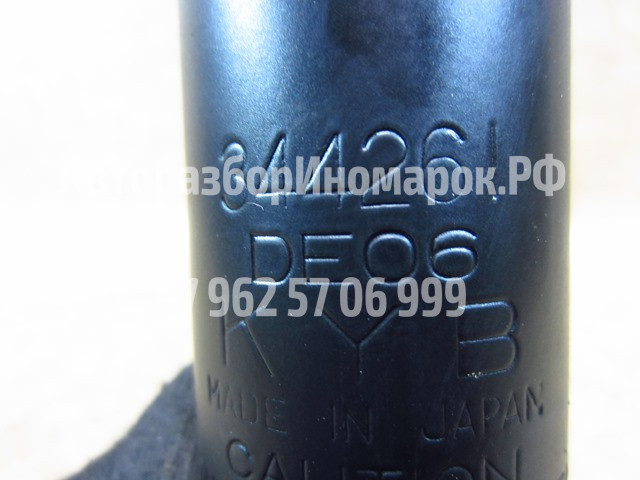 344261
РазборИномарок.РФ
DE06
7 962 57 06 999
KYB
MADE IN JAPAN
CAUTION